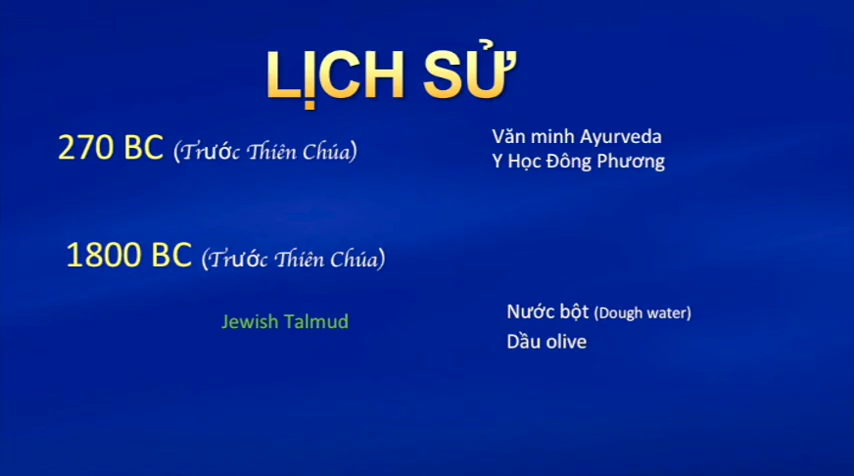 LỊCH SỬ
270 BC (Trước Thiên Chúa)
Văn minh Ayurveda
Y Học Đông Phương
1800 BC (Trước Thiên Chúa)
Jewish Talmud
Nước bột (Dough water)
Dầu olive